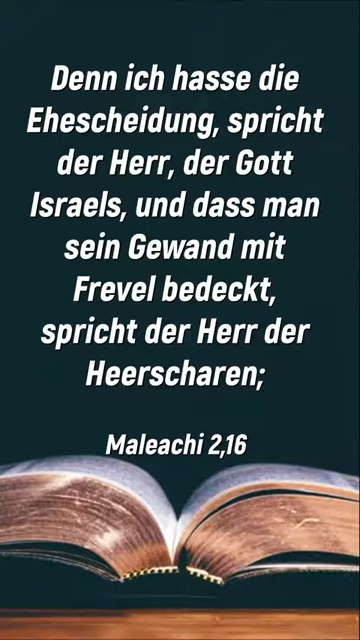 Denn ich hasse die
Ehescheidung, spricht
der Herr, der Gott
Israels, und dass man
sein Gewand mit
Frevel bedeckt,
spricht der Herr der
Heerscharen;
Maleachi 2,16